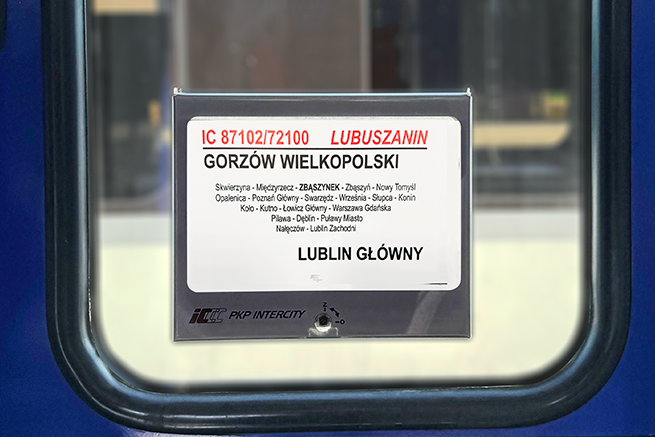 IC 87102/72100 LUBUSZANIN
GORZÓW WIELKOPOLSKI
Skwierzyna - Międzyrzecz - ZBĄSZYNEK - Zbąszyń - Nowy Tomyśl
Opalenica - Poznań Główny - Swarzędz - Września - Słupca - Konin
Koło - Kutno - Łowicz Główny - Warszawa Gdańska
Pilawa - Dęblin - Puławy Miasto
Nałęczów - Lublin Zachodni
LUBLIN GŁÓWNY
IC PKP INTERCITY